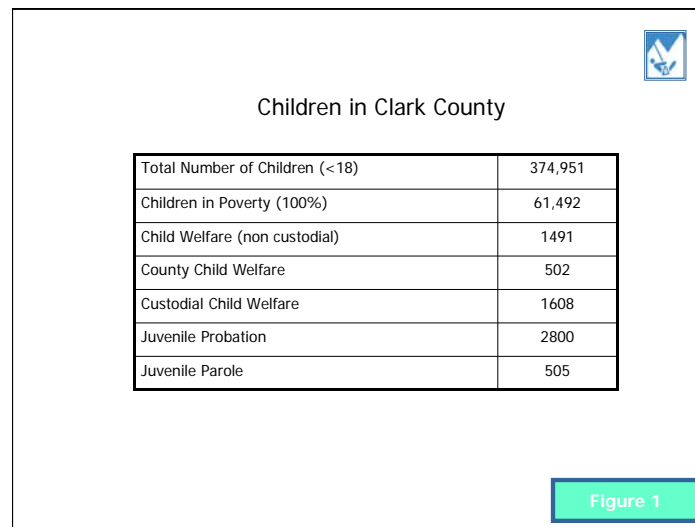 Children in Clark County
Total Number of Children (<18) 374,951
Children in Poverty (100%) 61,492
Child Welfare (non custodial) 1491
County Child Welfare 502
Custodial Child Welfare 1608
Juvenile Probation 2800
Juvenile Parole 505
Figure 1